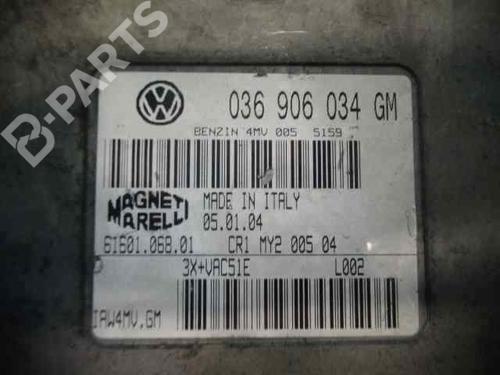 B-PARTS
036 906 034 GM
BENZIN 4MV 005 5159
MAGNETI MARELLI
MADE IN ITALY
05.01.04
61601.068.01 CR1 MY2 005 04
3X+VAC51E L002
IAW4MV.GM